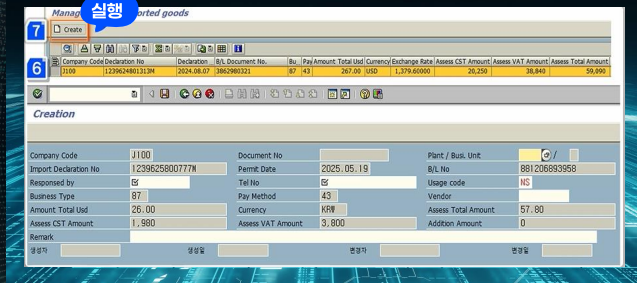 Manag
orted goods
실행
7
Create
6
Company Code Declaration No Declaration B/L Document No. Bu_ Pay Amount Total Usd Currency Exchange Rate Assess CST Amount Assess VAT Amount Assess Total Amount
J100 1239624801313M 2024.08.07 3862980321 87 43 267.00 USD 1,379.60000 20,250 38,840 59,090
Creation
Company Code J100 Document No Plant / Busi. Unit /
Import Declaration No 1239625800777M Permit Date 2025.05.19 B/L No 881206893958
Responsed by Tel No Usage code NS
Business Type 87 Pay Method 43 Vendor
Amount Total Usd 26.00 Currency KRW Assess Total Amount 57.80
Assess CST Amount 1,980 Assess VAT Amount 3,800 Addition Amount 0
Remark
생성자 생성일 변경자 변경일